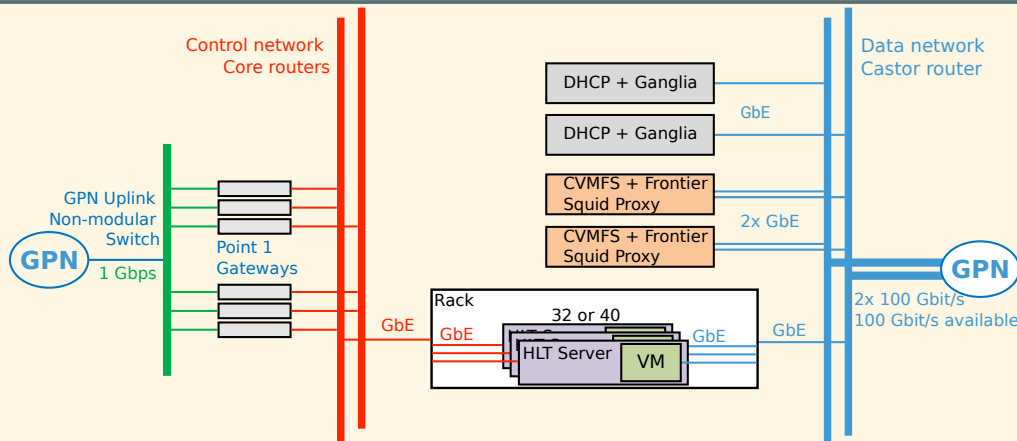 Control network
Core routers
Data network
Castor router
DHCP + Ganglia
GbE
DHCP + Ganglia
CVMFS + Frontier
Squid Proxy
2x GbE
CVMFS + Frontier
Squid Proxy
GPN Uplink
Non-modular
Switch
GPN
1 Gbps
Point 1
Gateways
GPN
2x 100 Gbit/s
100 Gbit/s available
Rack
32 or 40
GbE
GbE
HLT Server
VM
GbE
GbE